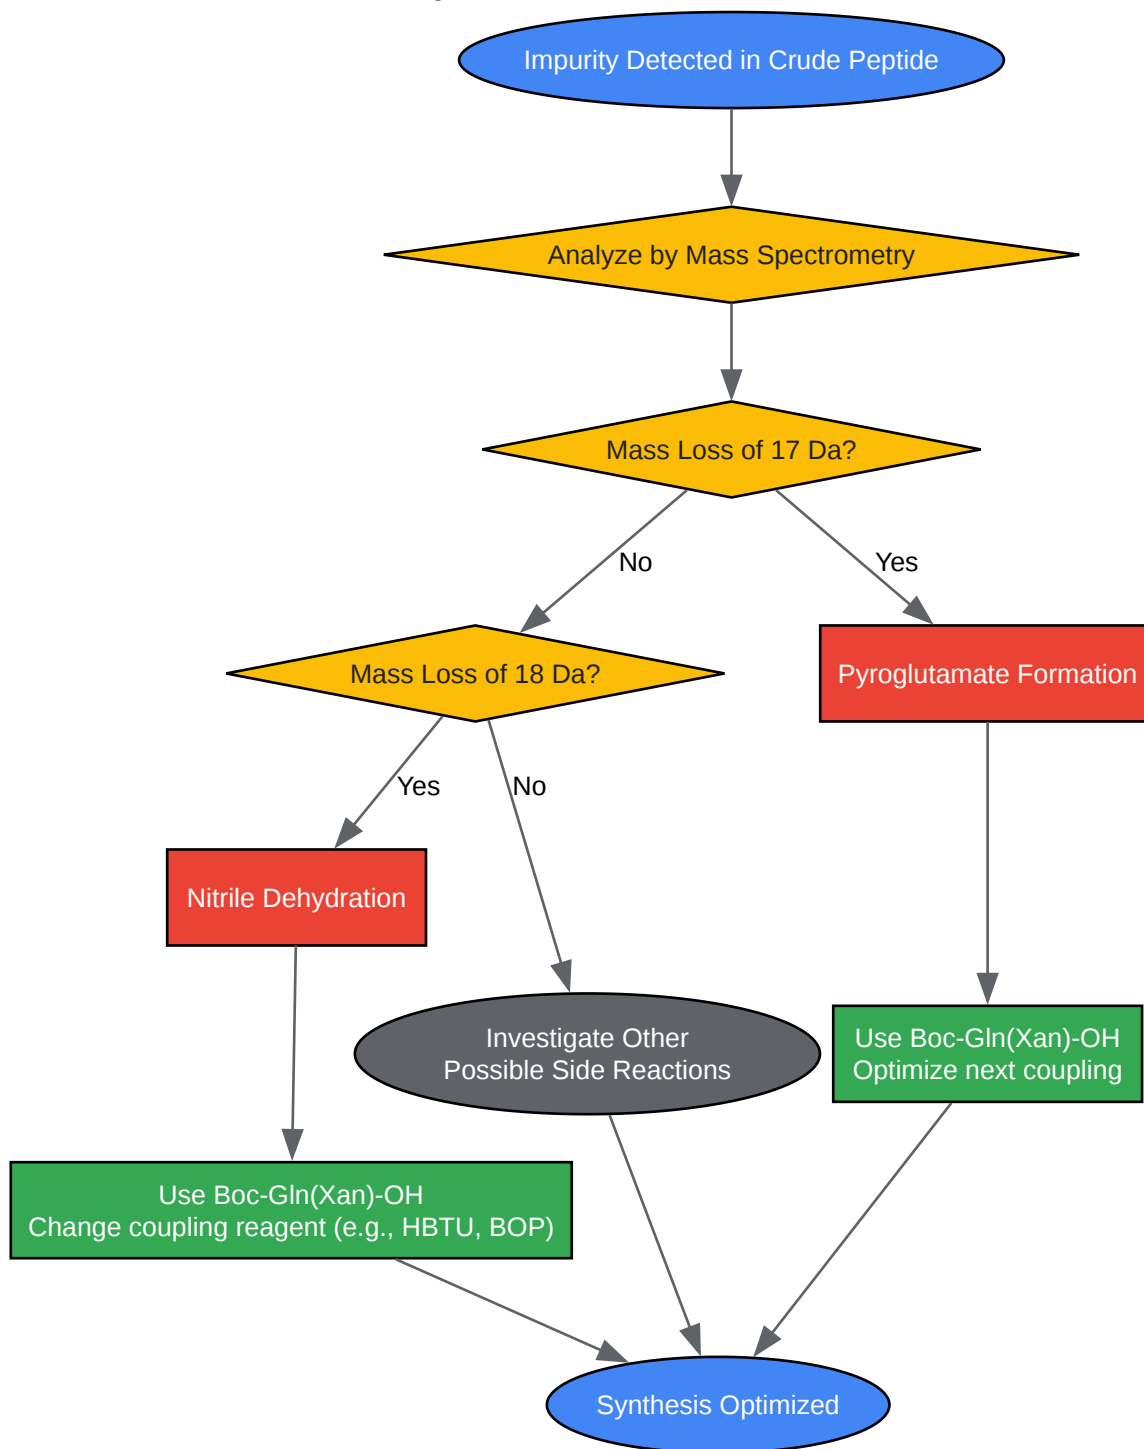 Impurity Detected in Crude Peptide
Analyze by Mass Spectrometry
Mass Loss of 17 Da?
No
Yes
Mass Loss of 18 Da?
Pyroglutamate Formation
Yes
No
Nitrile Dehydration
Investigate Other
Possible Side Reactions
Use Boc-Gln(Xan)-OH
Optimize next coupling
Use Boc-Gln(Xan)-OH
Change coupling reagent (e.g., HBTU, BOP)
Synthesis Optimized